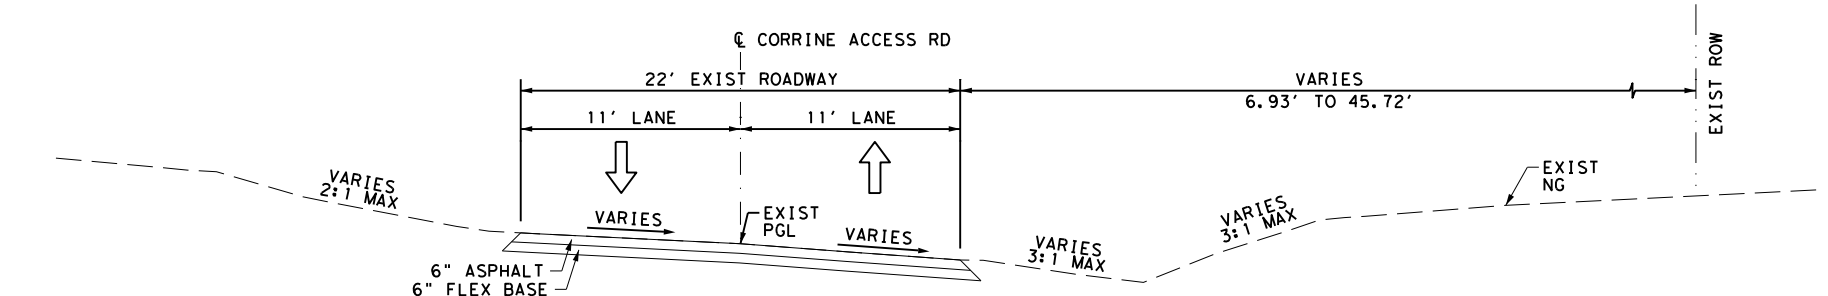 ℄ CORRINE ACCESS RD
22' EXIST ROADWAY
VARIES
6.93' TO 45.72'
EXIST ROW
11' LANE
11' LANE
VARIES
2:1 MAX
EXIST
NG
VARIES
EXIST
PGL
VARIES
VARIES
3:1 MAX
VARIES
3:1 MAX
6" ASPHALT
6" FLEX BASE